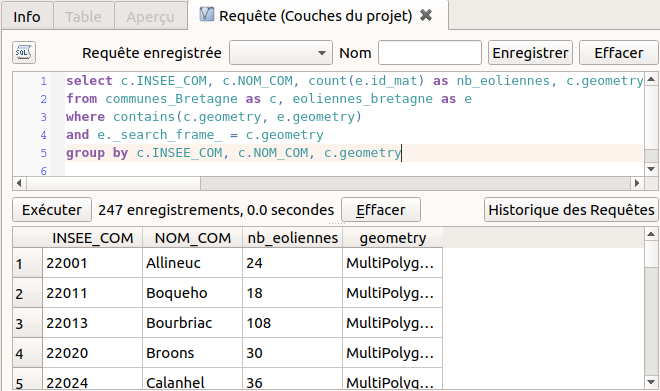 Info Table Aperçu Requête (Couches du projet)
Requête enregistrée Nom Enregistrer Effacer
1 select c.INSEE_COM, c.NOM_COM, count(e.id_mat) as nb_eoliennes, c.geometry
2 from communes_Bretagne as c, eoliennes_bretagne as e
3 where contains(c.geometry, e.geometry)
4 and e._search_frame_ = c.geometry
5 group by c.INSEE_COM, c.NOM_COM, c.geometry
6
Exécuter 247 enregistrements, 0.0 secondes Effacer Historique des Requêtes
INSEE_COM NOM_COM nb_eoliennes geometry
1 22001 Allineuc 24 MultiPolyg...
2 22011 Boqueho 18 MultiPolyg...
3 22013 Bourbriac 108 MultiPolyg...
4 22020 Broons 30 MultiPolyg...
5 22024 Calanhel 36 MultiPolyg...